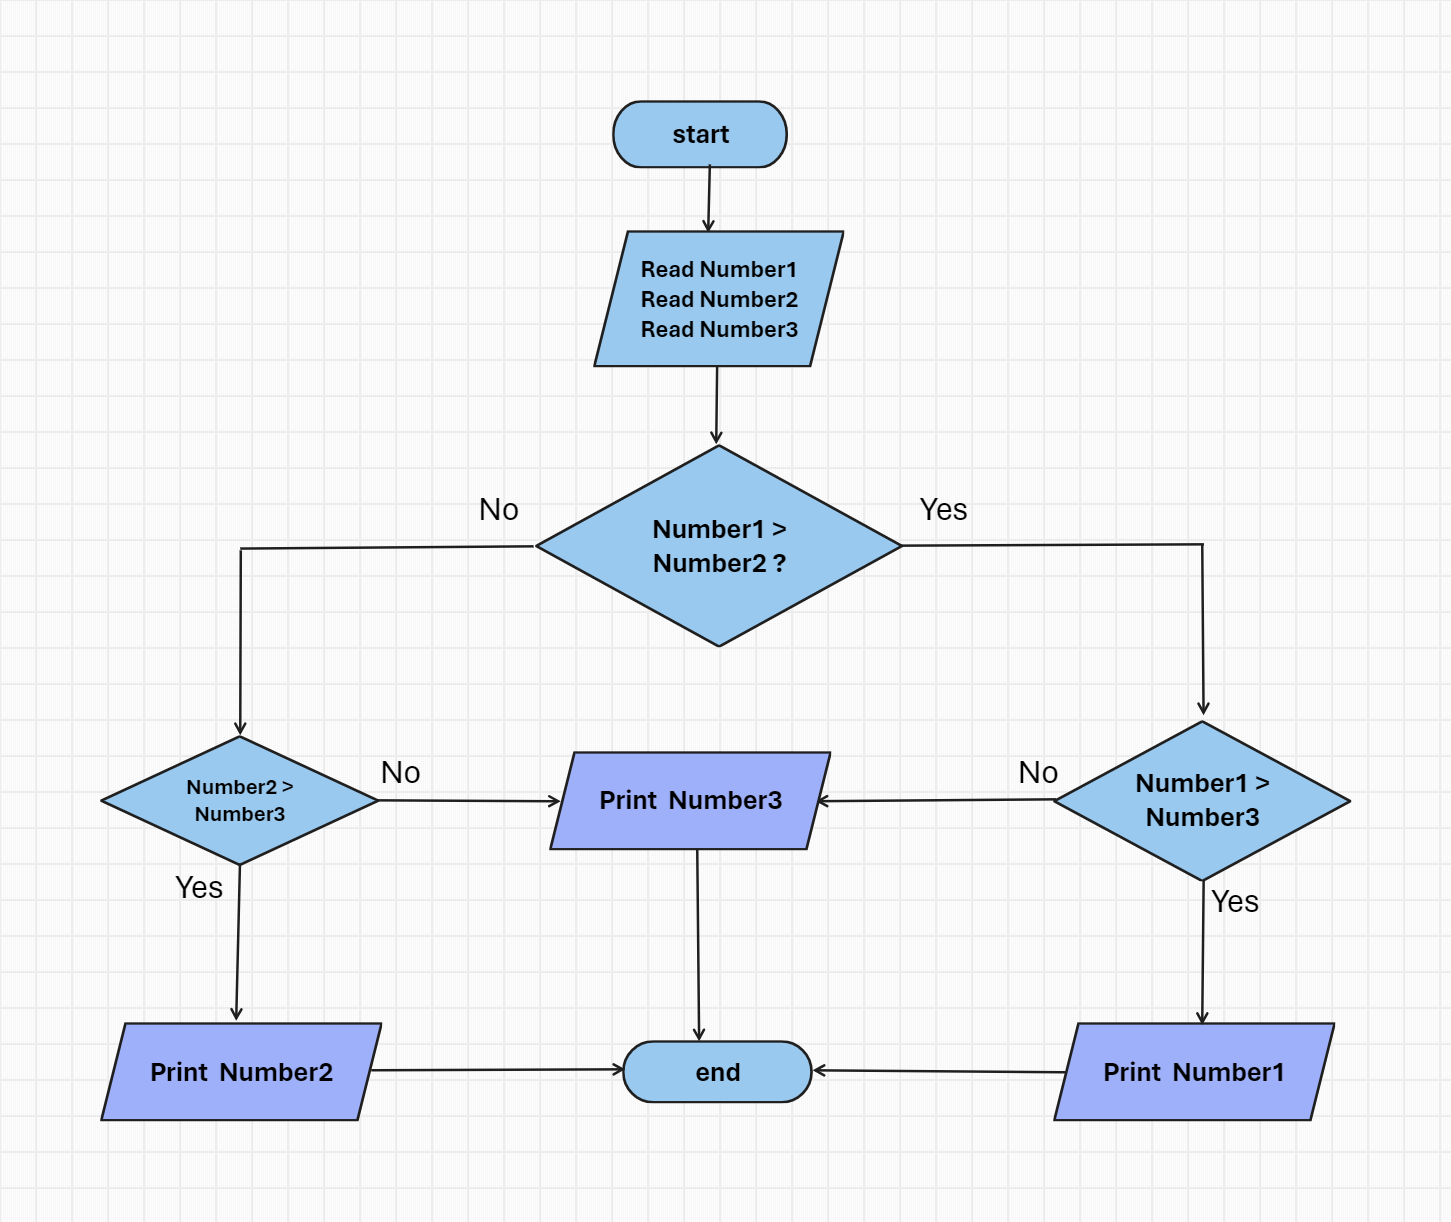 start
Read Number1
Read Number2
Read Number3
No
Yes
Number1 >
Number2 ?
Number2 >
Number3
No
Print Number3
No
Number1 >
Number3
Yes
Yes
Print Number2
end
Print Number1